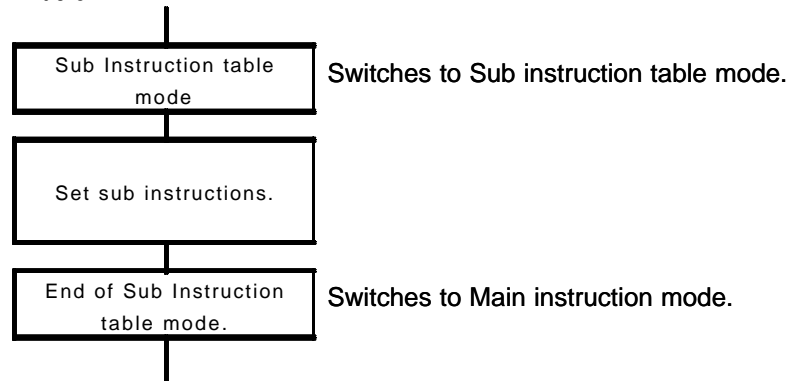 Sub Instruction table
mode
Switches to Sub instruction table mode.
Set sub instructions.
End of Sub Instruction
table mode.
Switches to Main instruction mode.